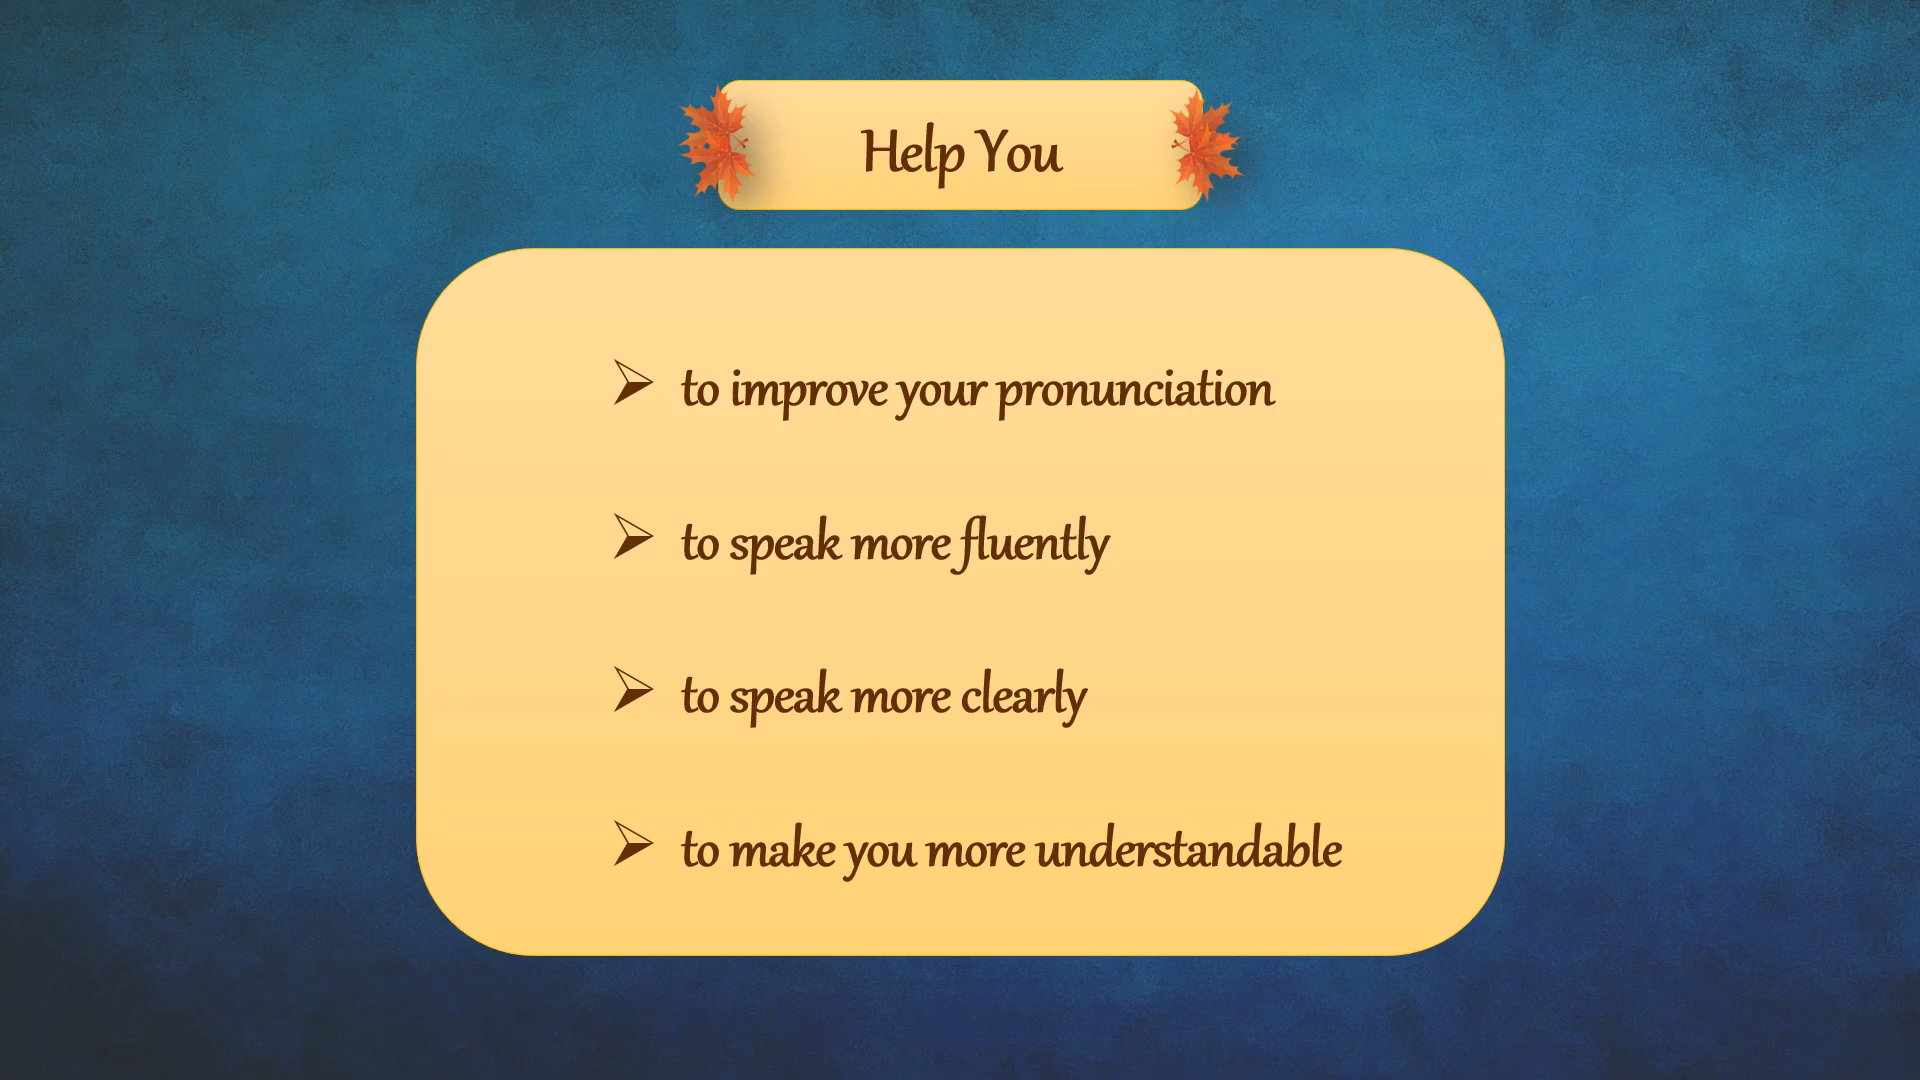 Help You
to improve your pronunciation
to speak more fluently
to speak more clearly
to make you more understandable